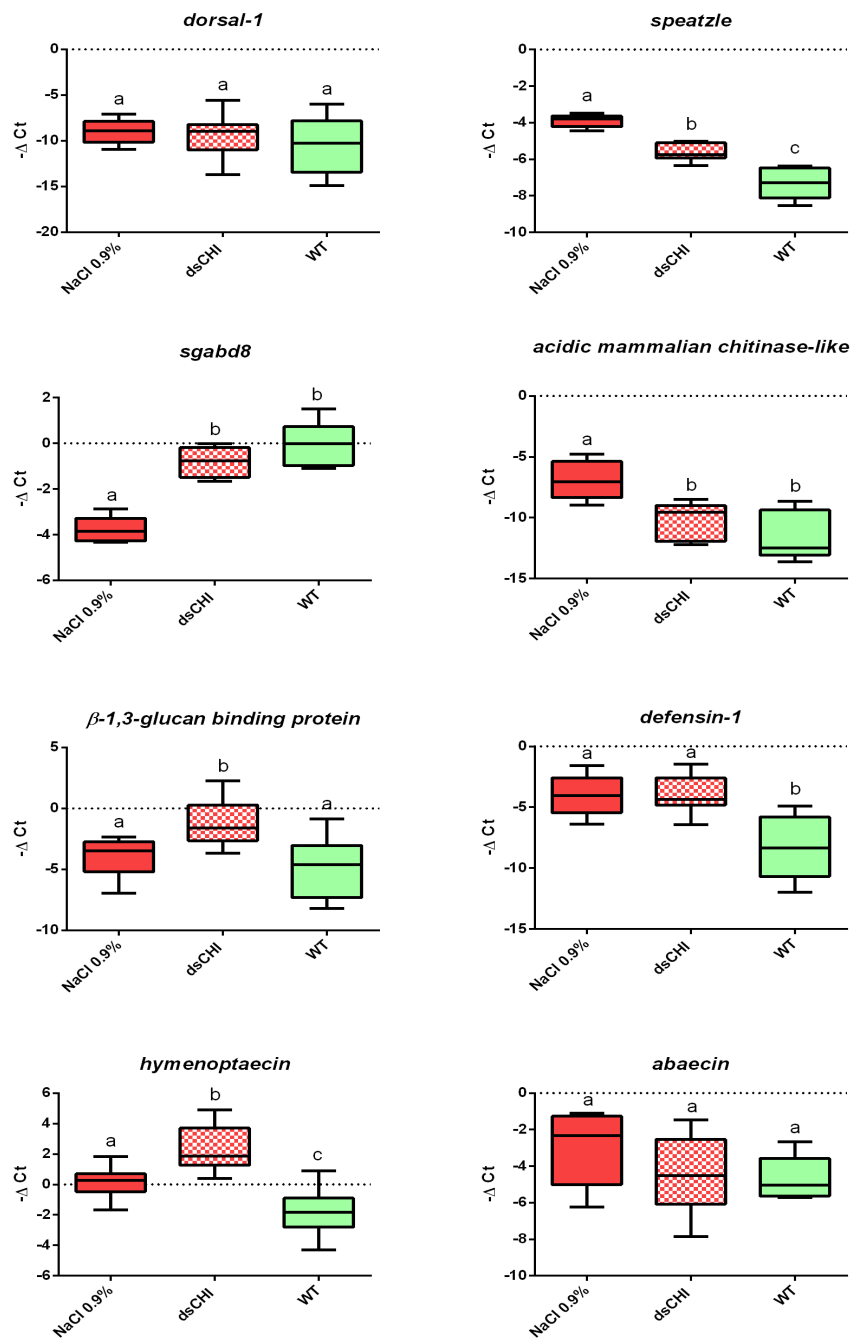 dorsal-1
0
-5
-10
-15
-20
-Δ Ct
a
a
a
NaCl 0.9%
dsCHI
WT
speatzle
0
-2
-4
-6
-8
-10
-Δ Ct
a
b
c
NaCl 0.9%
dsCHI
WT
sgabd8
2
0
-2
-4
-6
-Δ Ct
a
b
b
NaCl 0.9%
dsCHI
WT
acidic mammalian chitinase-like
0
-5
-10
-15
-Δ Ct
a
b
b
NaCl 0.9%
dsCHI
WT
β-1,3-glucan binding protein
5
0
-5
-10
-Δ Ct
a
b
a
NaCl 0.9%
dsCHI
WT
defensin-1
0
-5
-10
-15
-Δ Ct
a
a
b
NaCl 0.9%
dsCHI
WT
hymenoptaecin
6
4
2
0
-2
-4
-6
-Δ Ct
a
b
c
NaCl 0.9%
dsCHI
WT
abaecin
0
-2
-4
-6
-8
-10
-Δ Ct
a
a
a
NaCl 0.9%
dsCHI
WT